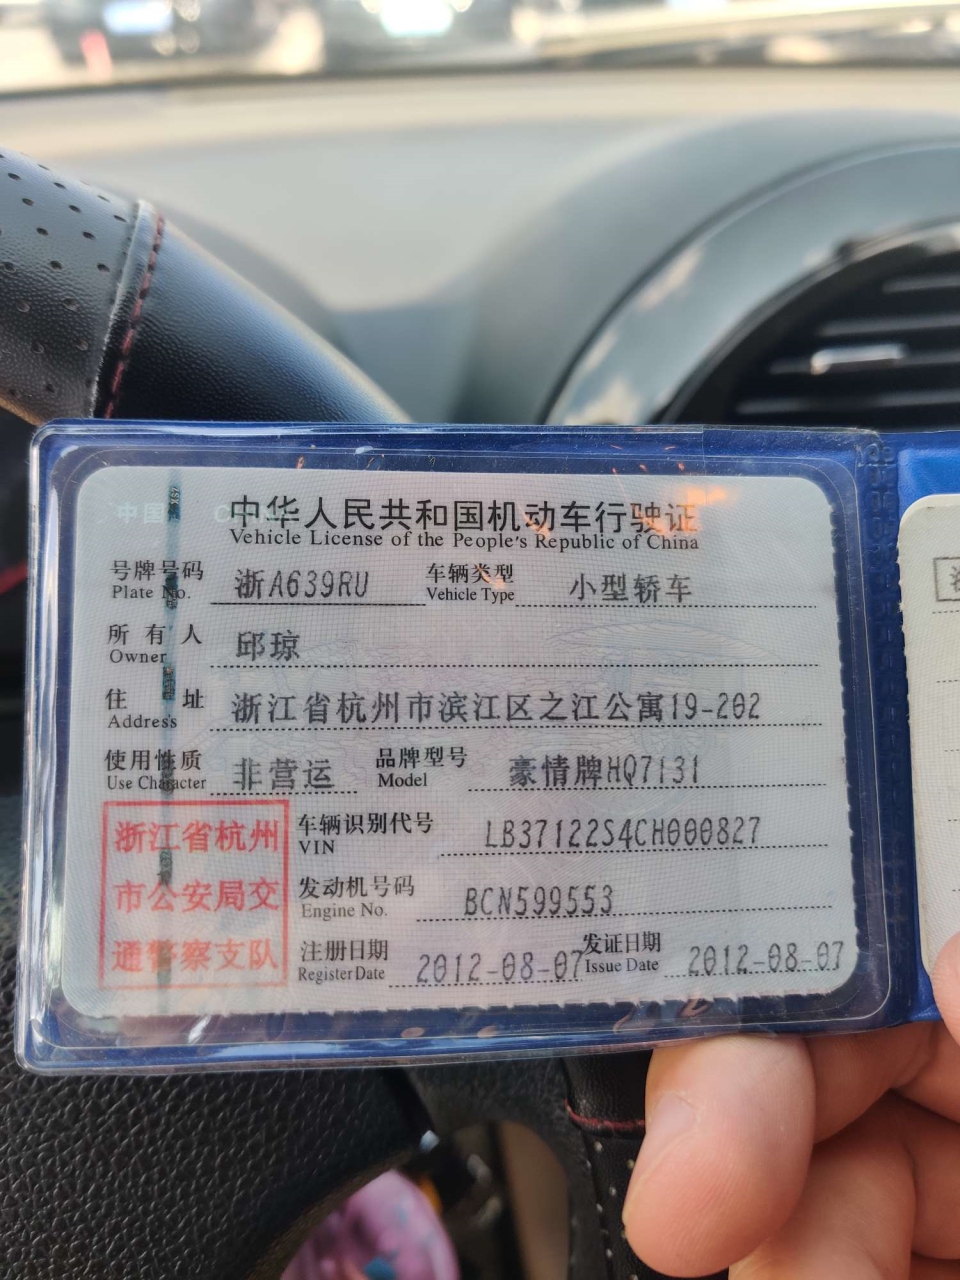 中国 CHINA
中华人民共和国机动车行驶证
Vehicle License of the People's Republic of China
号牌号码 浙A639RU 车辆类型 小型轿车
Plate No. Vehicle Type
所有人 邱琼
Owner
住址 浙江省杭州市滨江区之江公寓19-202
Address
使用性质 非营运 品牌型号 豪情牌HQ7131
Use Character Model
浙江省杭州
市公安局交
通警察支队
车辆识别代号 LB37122S4CH000827
VIN
发动机号码 BCN599553
Engine No.
注册日期 2012-08-07 发证日期 2012-08-07
Register Date Issue Date